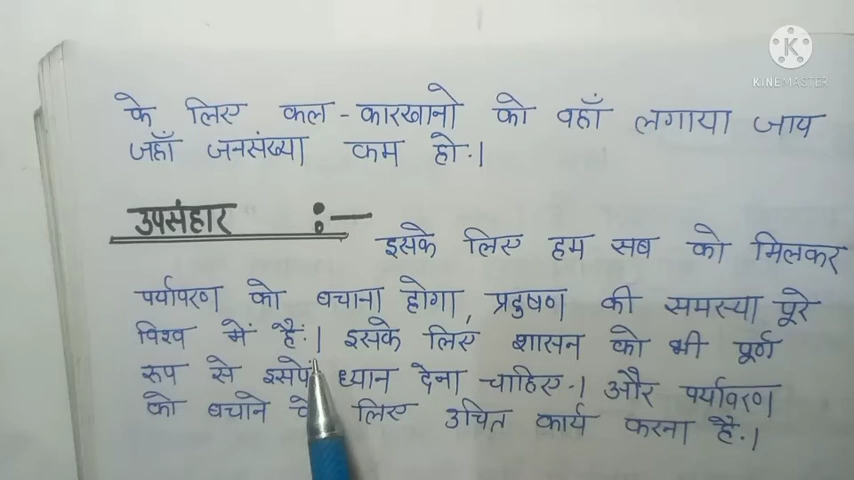 K
KINEMASTER
के लिए कल-कारखानो को वहाँ लगाया जाय
जहाँ जनसंख्या कम हो.।
उपसंहार :-
इसके लिए हम सब को मिलकर
पर्यापरण को बचाना होगा, प्रदुषण की समस्या पूरे
विश्व में हैं.। इसके लिए शासन को भी पूर्ण
रूप से इसपे ध्यान देना चाहिए.। और पर्यावरण
को बचाने के लिए उचित कार्य करना है.।